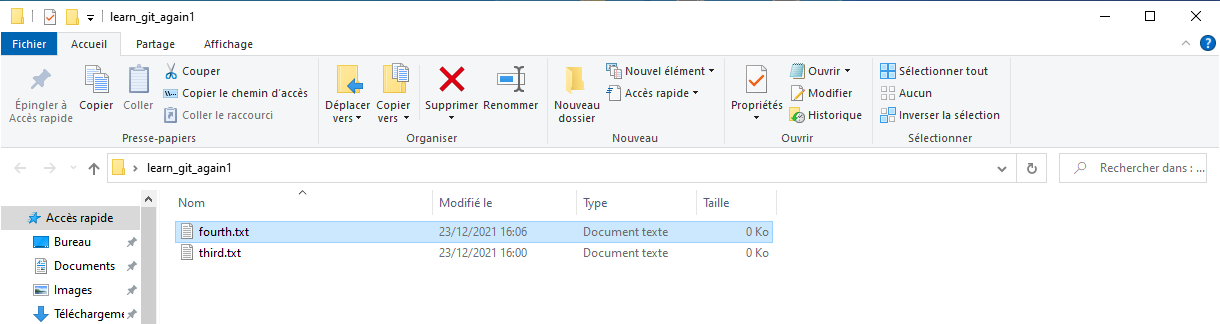 learn_git_again1
Fichier Accueil Partage Affichage
Épingler à Accès rapide
Copier
Coller
Couper
Copier le chemin d'accès
Coller le raccourci
Presse-papiers
Déplacer vers
Copier vers
Supprimer
Renommer
Organiser
Nouveau dossier
Nouvel élément
Accès rapide
Nouveau
Propriétés
Ouvrir
Modifier
Historique
Ouvrir
Sélectionner tout
Aucun
Inverser la sélection
Sélectionner
learn_git_again1
Rechercher dans : ...
Accès rapide
Bureau
Documents
Images
Téléchargeme
Nom Modifié le Type Taille
fourth.txt 23/12/2021 16:06 Document texte 0 Ko
third.txt 23/12/2021 16:00 Document texte 0 Ko